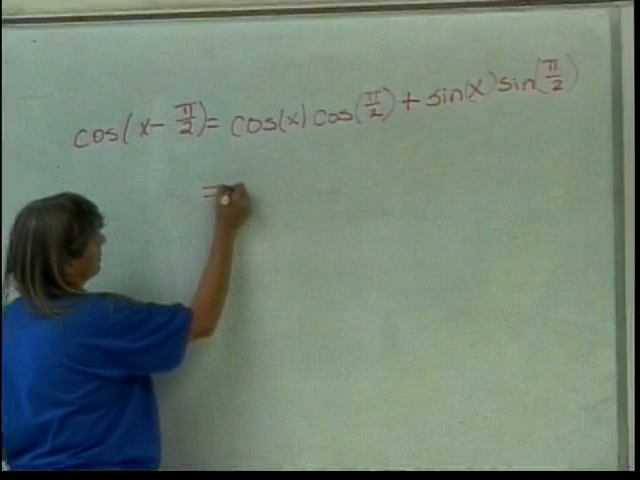 cos(x-π/2)= cos(x)cos(π/2)+sin(x)sin(π/2)
=